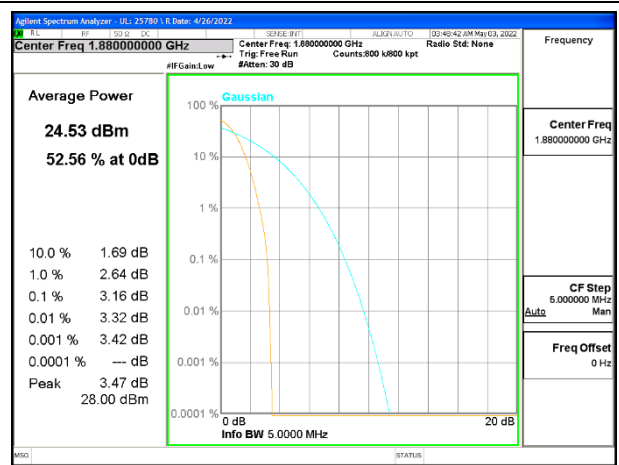 Agilent Spectrum Analyzer - UL: 25780 \ R Date: 4/26/2022
RL RF 50 Ω DC SENSE:INT ALIGN AUTO 03:48:42 AM May 03, 2022
Center Freq 1.880000000 GHz
Center Freq: 1.880000000 GHz Radio Std: None
Trig: Free Run Counts:800 k/800 kpt
#IFGain:Low #Atten: 30 dB
Frequency
Average Power
24.53 dBm
52.56 % at 0dB
10.0 % 1.69 dB
1.0 % 2.64 dB
0.1 % 3.16 dB
0.01 % 3.32 dB
0.001 % 3.42 dB
0.0001 % --- dB
Peak 3.47 dB
28.00 dBm
Gaussian
100 %
10 %
1 %
0.1 %
0.01 %
0.001 %
0.0001 %
0 dB 20 dB
Info BW 5.0000 MHz
Center Freq
1.880000000 GHz
CF Step
5.000000 MHz
Auto Man
Freq Offset
0 Hz
MSG STATUS